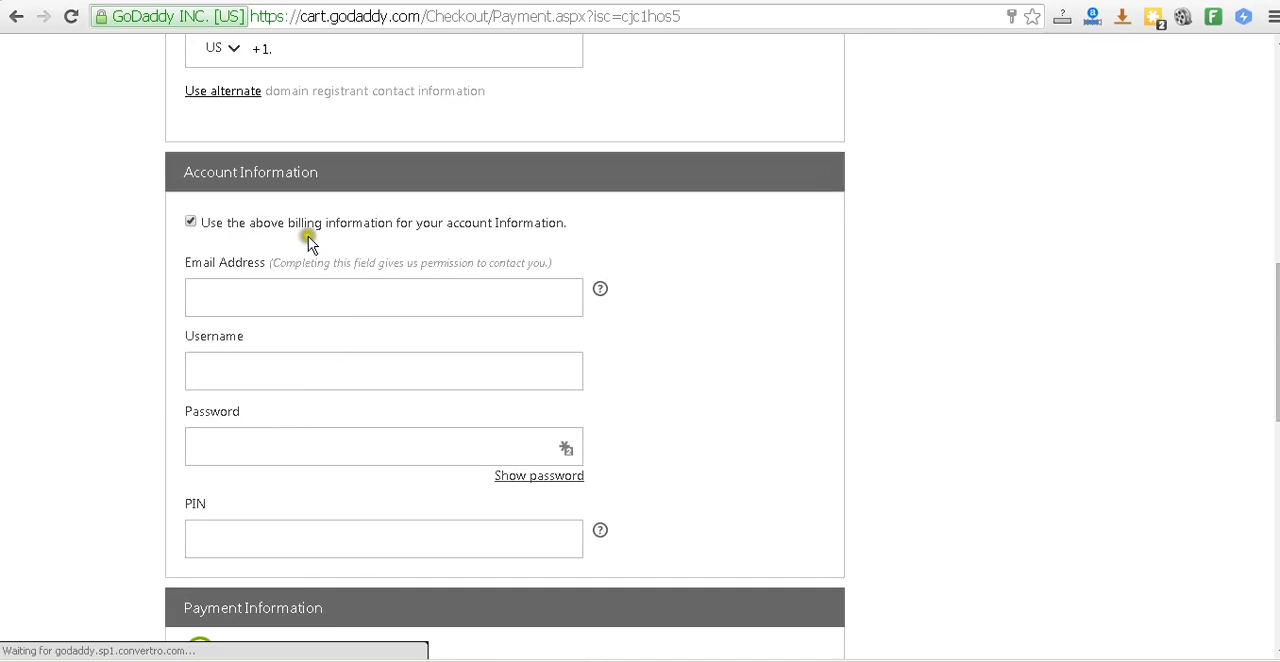 GoDaddy INC. [US] https://cart.godaddy.com/Checkout/Payment.aspx?isc=cjc1hos5
2
US +1.
Use alternate domain registrant contact information
Account Information
Use the above billing information for your account Information.
Email Address (Completing this field gives us permission to contact you.)
Username
Password
Show password
PIN
Payment Information
Waiting for godaddy.sp1.convertro.com...